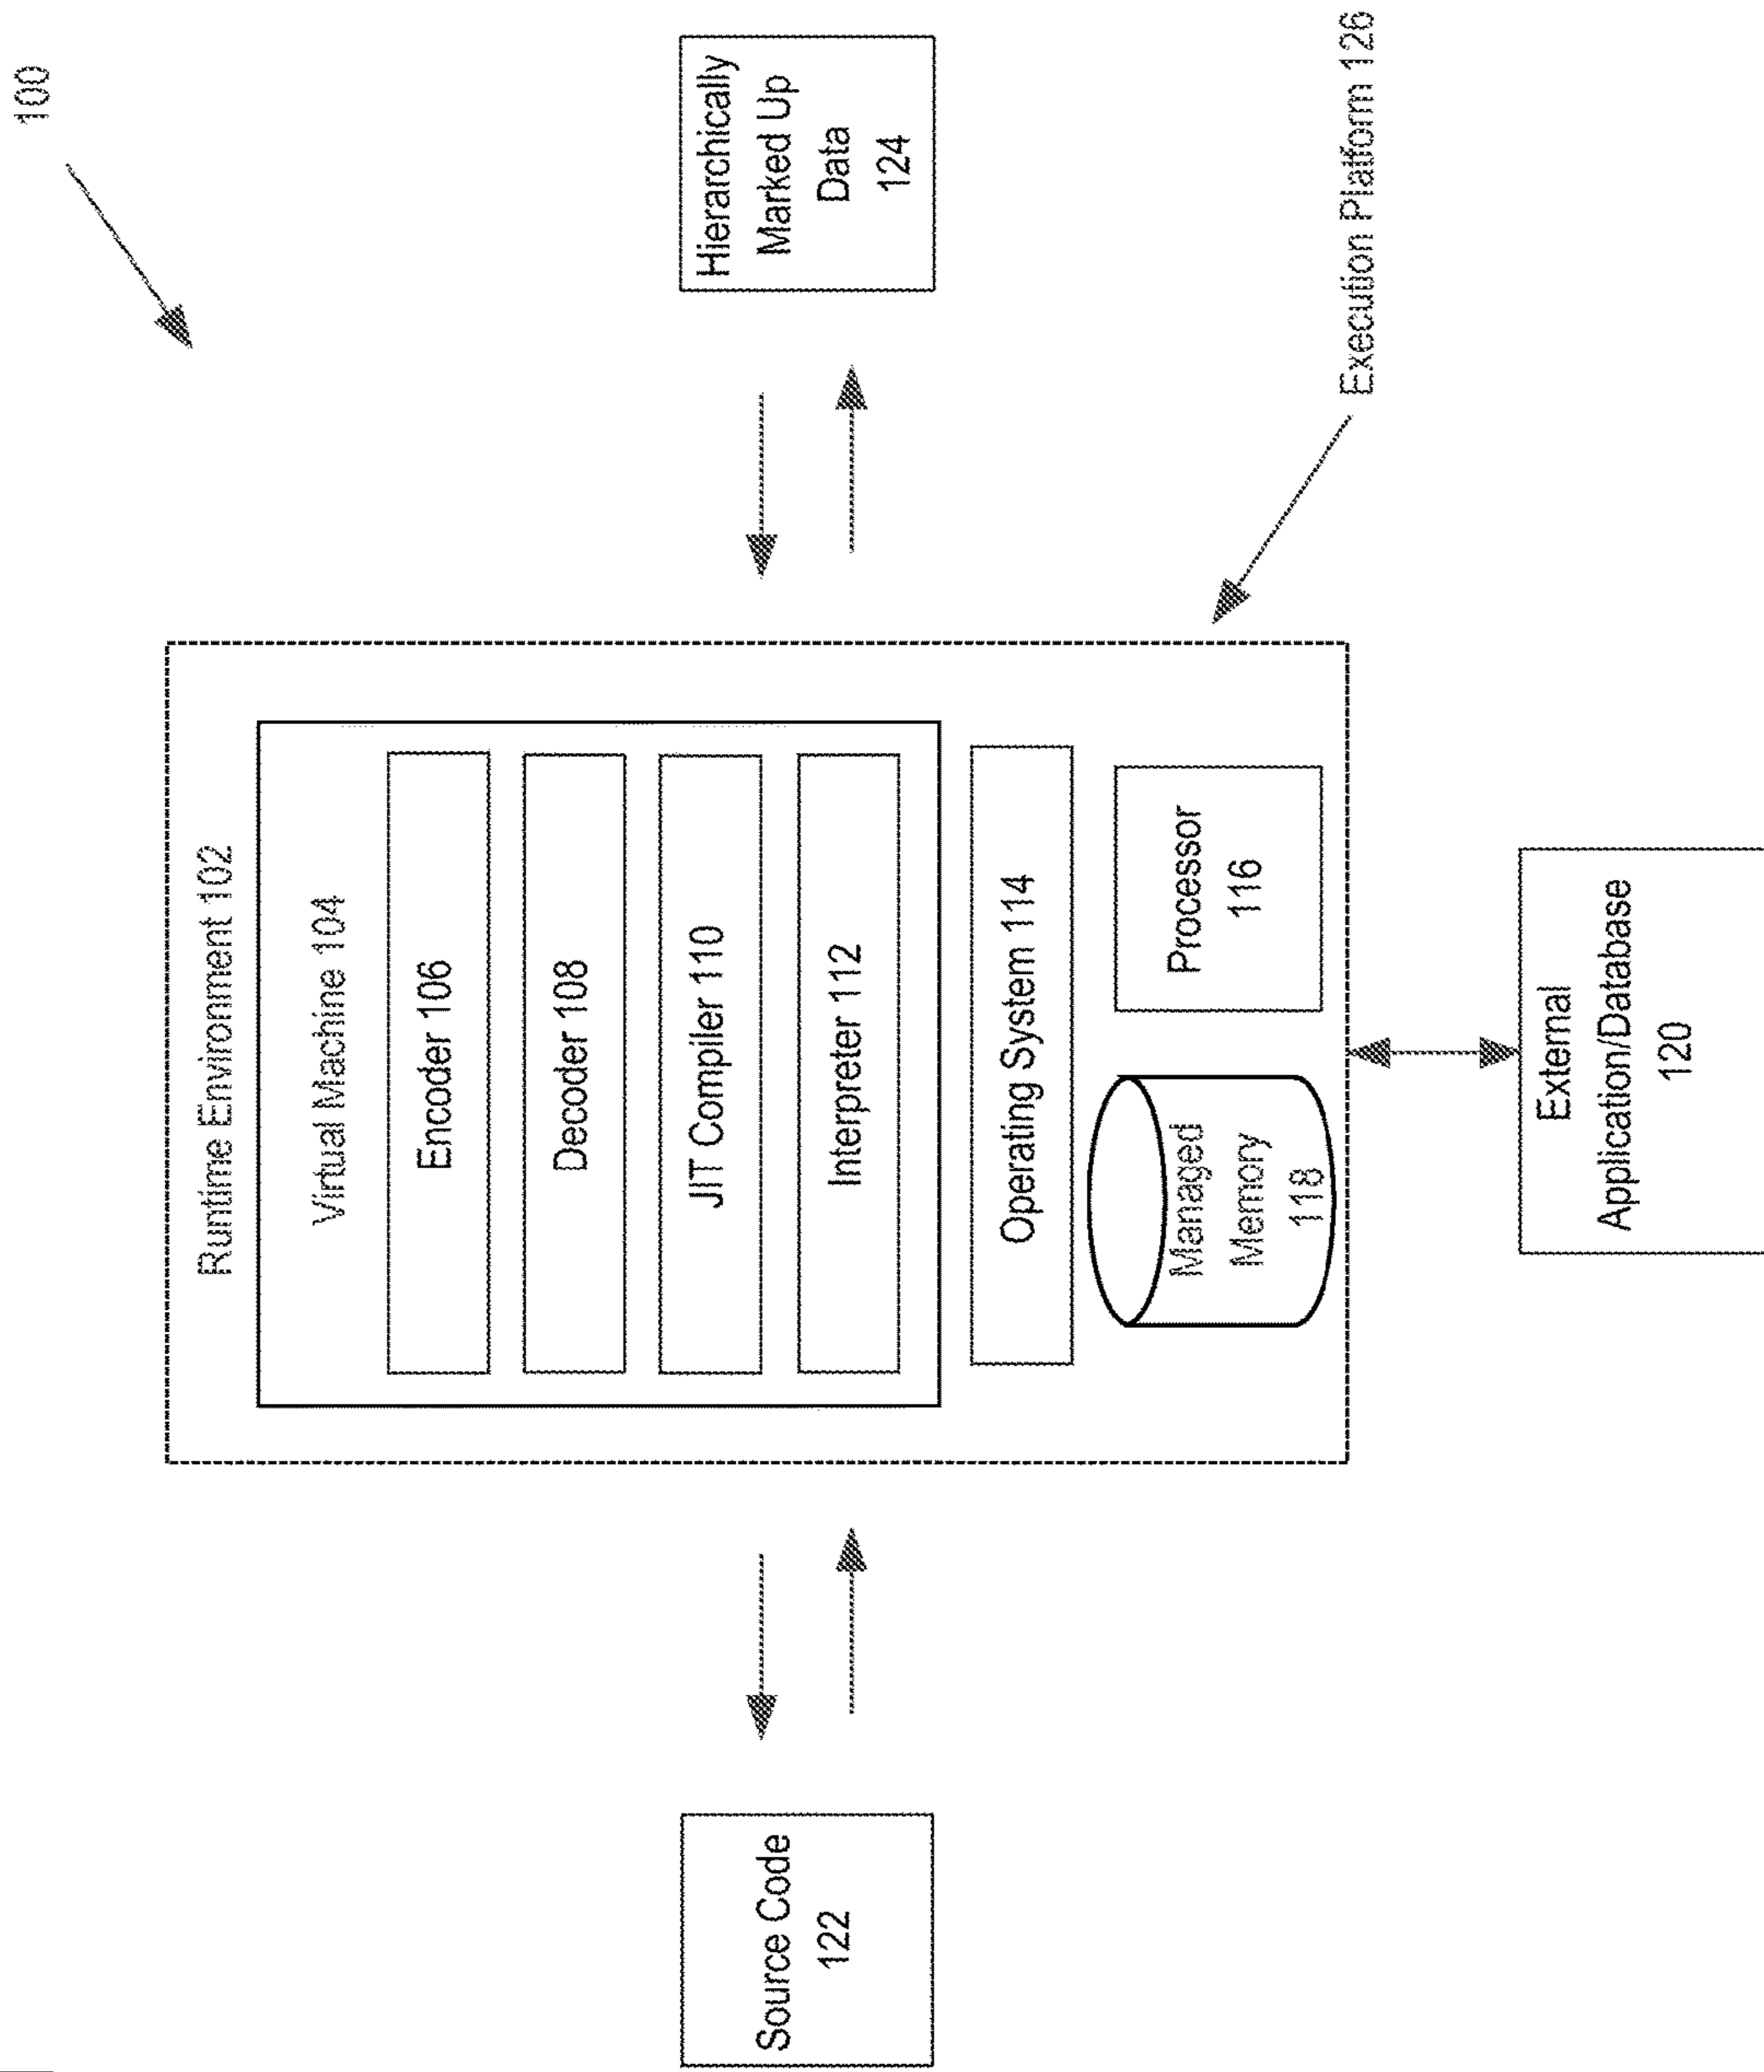 100
Runtime Environment 102
Virtual Machine 104
Encoder 106
Decoder 108
JIT Compiler 110
Interpreter 112
Operating System 114
Managed
Memory
118
Processor
116
Source Code
122
Hierarchically
Marked Up
Data
124
Execution Platform 126
External
Application/Database
120